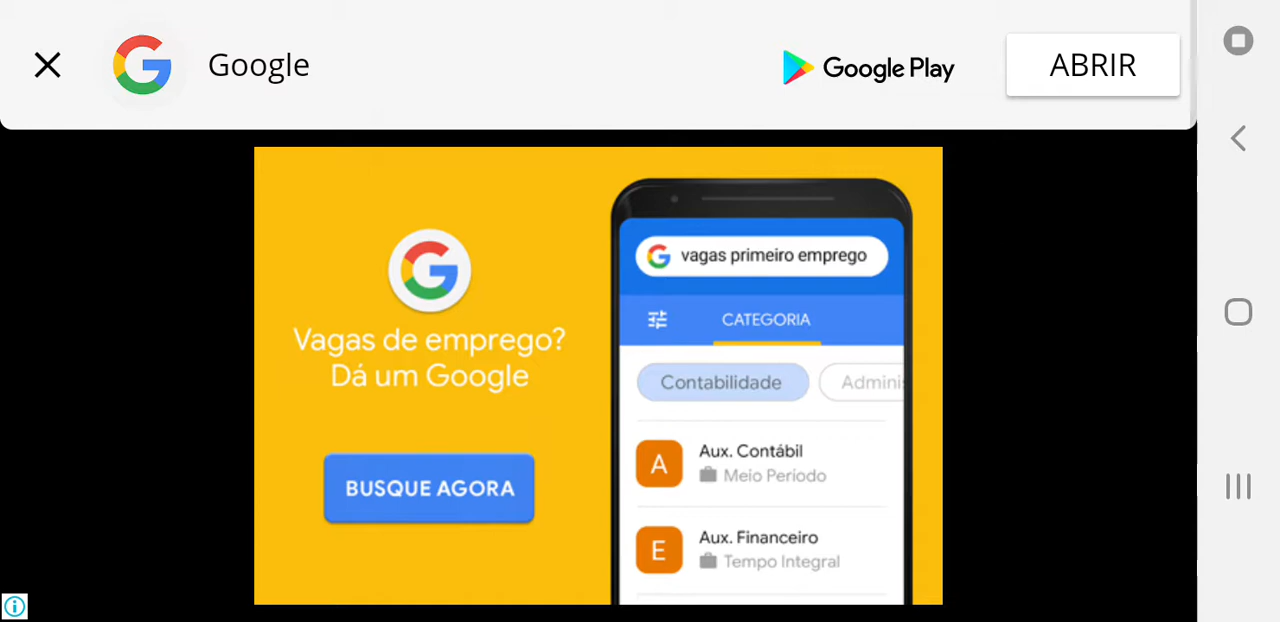 Google
Google Play
ABRIR
Vagas de emprego?
Dá um Google
BUSQUE AGORA
vagas primeiro emprego
CATEGORIA
Contabilidade
Adminis
A
Aux. Contábil
Meio Período
E
Aux. Financeiro
Tempo Integral